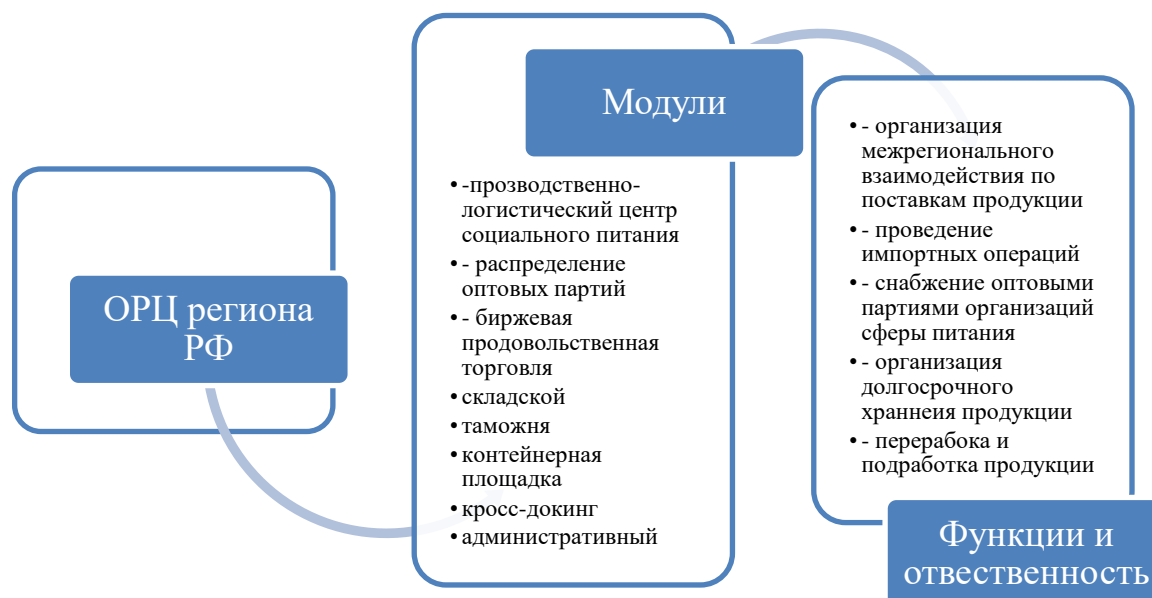 ОРЦ региона
РФ
Модули
• -прозводственно-
логистический центр
социального питания
• - распределение
оптовых партий
• - биржевая
продовольственная
торговля
• складской
• таможня
• контейнерная
площадка
• кросс-докинг
• административный
• - организация
межрегионального
взаимодействия по
поставкам продукции
• - проведение
импортных операций
• - снабжение оптовыми
партиями организаций
сферы питания
• - организация
долгосрочного
храннеия продукции
• - перерабока и
подработка продукции
Функции и
отвественность